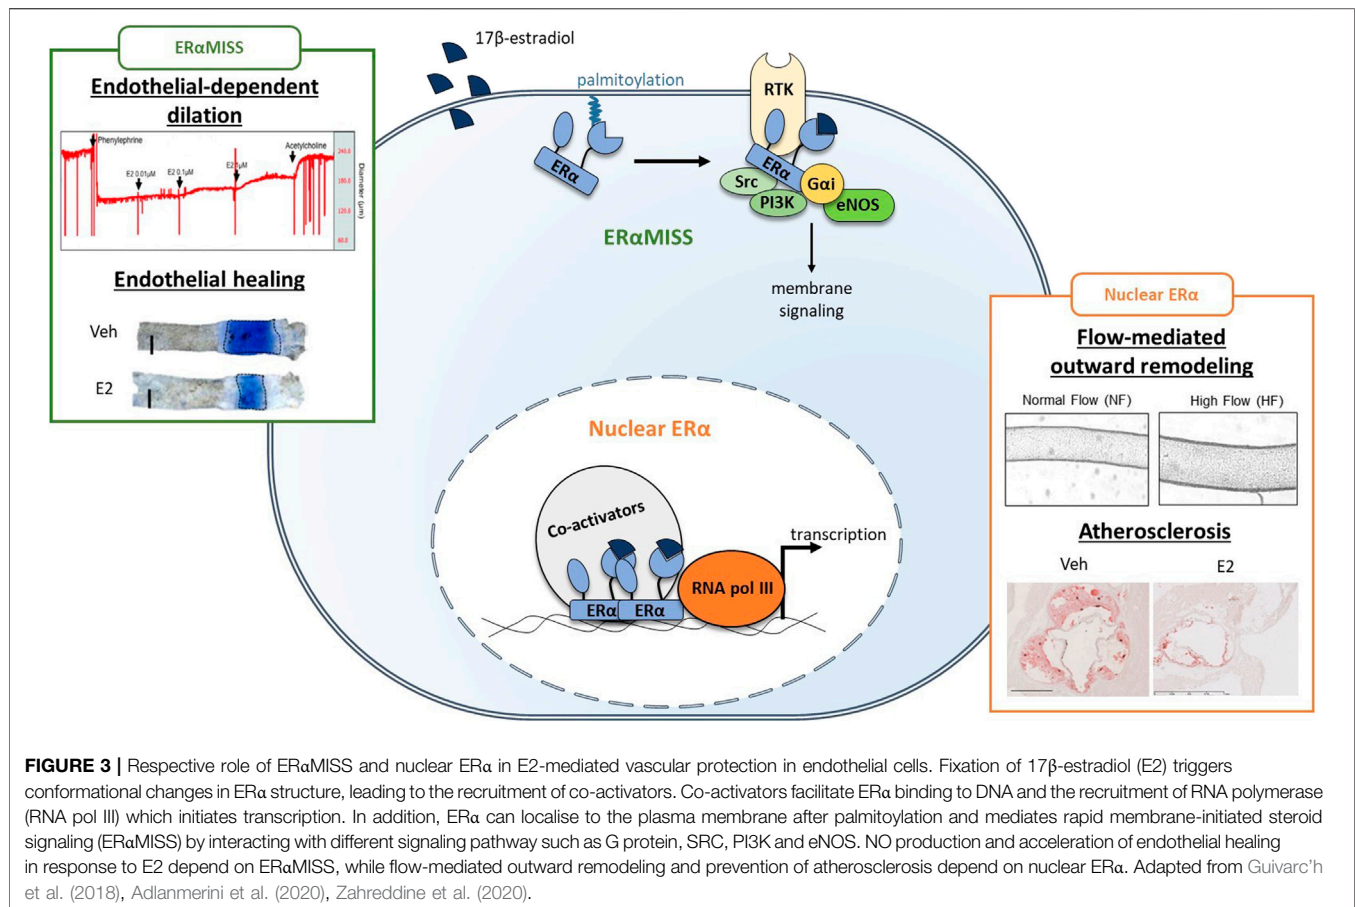 ERαMISS
Endothelial-dependent
dilation
Phenylephrine
Acetylcholine
E2 0.01μM
E2 0.1μM
E2 1μM
240.0
180.0
120.0
60.0
Diameter (μm)
Endothelial healing
Veh
E2
17β-estradiol
palmitoylation
ERα
RTK
ERα
Src
PI3K
Gαi
eNOS
ERαMISS
membrane
signaling
Nuclear ERα
Co-activators
ERα
ERα
RNA pol III
transcription
Nuclear ERα
Flow-mediated
outward remodeling
Normal Flow (NF)
High Flow (HF)
Atherosclerosis
Veh
E2
FIGURE 3 | Respective role of ERαMISS and nuclear ERα in E2-mediated vascular protection in endothelial cells. Fixation of 17β-estradiol (E2) triggers
conformational changes in ERα structure, leading to the recruitment of co-activators. Co-activators facilitate ERα binding to DNA and the recruitment of RNA polymerase
(RNA pol III) which initiates transcription. In addition, ERα can localise to the plasma membrane after palmitoylation and mediates rapid membrane-initiated steroid
signaling (ERαMISS) by interacting with different signaling pathway such as G protein, SRC, PI3K and eNOS. NO production and acceleration of endothelial healing
in response to E2 depend on ERαMISS, while flow-mediated outward remodeling and prevention of atherosclerosis depend on nuclear ERα. Adapted from Guivarc'h
et al. (2018), Adlanmerini et al. (2020), Zahreddine et al. (2020).